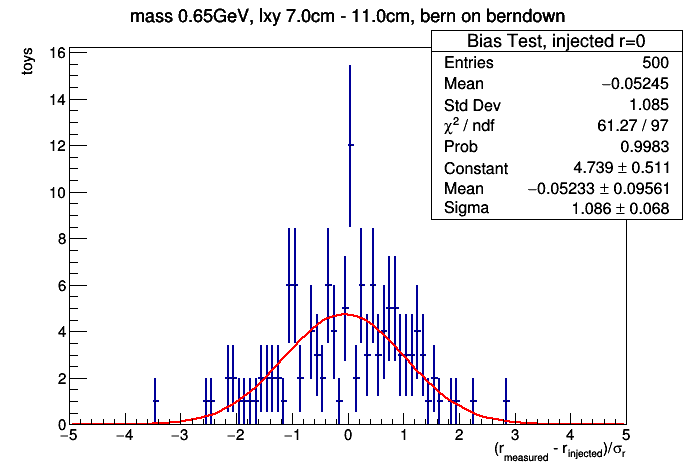 mass 0.65GeV, lxy 7.0cm - 11.0cm, bern on berndown
Bias Test, injected r=0
Entries 500
Mean −0.05245
Std Dev 1.085
χ² / ndf 61.27 / 97
Prob 0.9983
Constant 4.739 ± 0.511
Mean −0.05233 ± 0.09561
Sigma 1.086 ± 0.068
toys
16
14
12
10
8
6
4
2
0
−5 −4 −3 −2 −1 0 1 2 3 4 5
(r_measured - r_injected)/σ_r